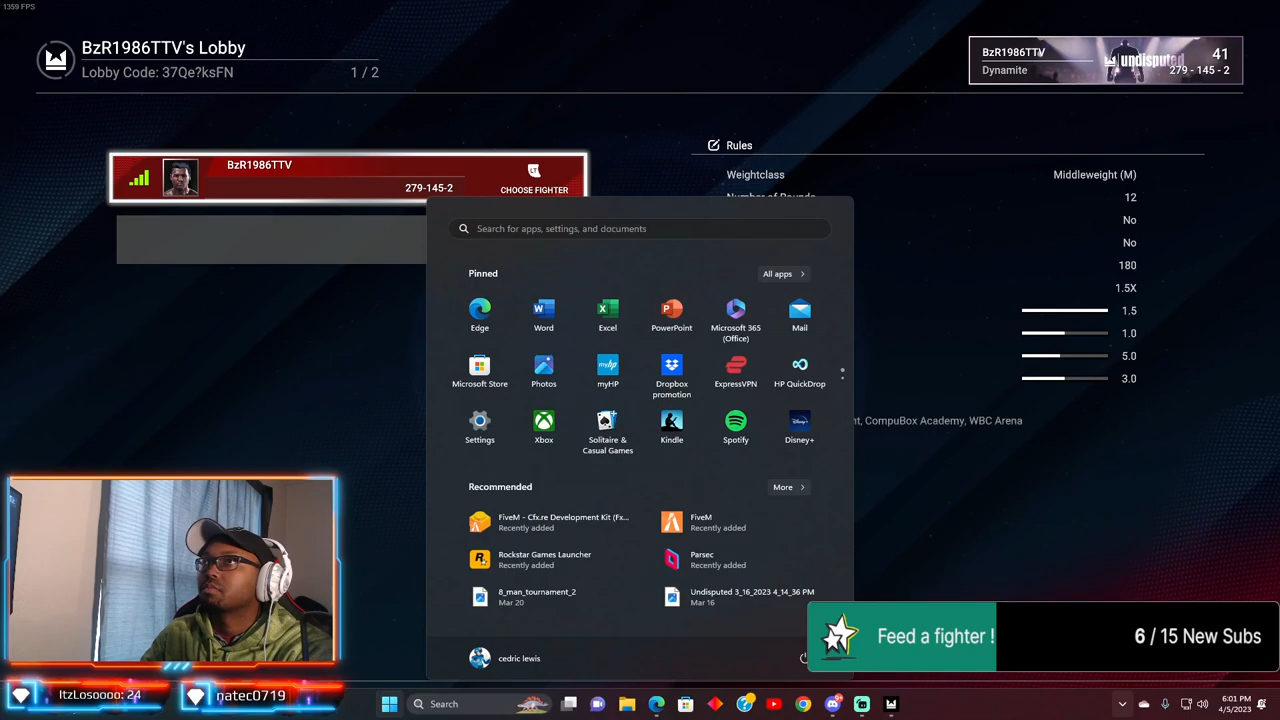 1359 FPS
BzR1986TTV's Lobby
Lobby Code: 37Qe?ksFN
1 / 2
BzR1986TTV
Dynamite
undisputed
41
279 - 145 - 2
BzR1986TTV
279-145-2
LT
CHOOSE FIGHTER
Rules
Weightclass
Middleweight (M)
Number of Rounds
12
No
No
180
1.5X
1.5
1.0
5.0
3.0
CompuBox Academy, WBC Arena
Search for apps, settings, and documents
Pinned
All apps >
Edge
Word
Excel
PowerPoint
Microsoft 365
(Office)
Mail
Microsoft Store
Photos
myHP
Dropbox
promotion
ExpressVPN
HP QuickDrop
Settings
Xbox
Solitaire &
Casual Games
Kindle
Spotify
Disney+
Recommended
More >
FiveM - Cfx.re Development Kit (Fx...
Recently added
FiveM
Recently added
Rockstar Games Launcher
Recently added
Parsec
Recently added
8_man_tournament_2
Mar 20
Undisputed 3_16_2023 4_14_36 PM
Mar 16
cedric lewis
Feed a fighter !
6 / 15 New Subs
ItzLosoooo: 24
natec0719
Search
6:01 PM
4/5/2023